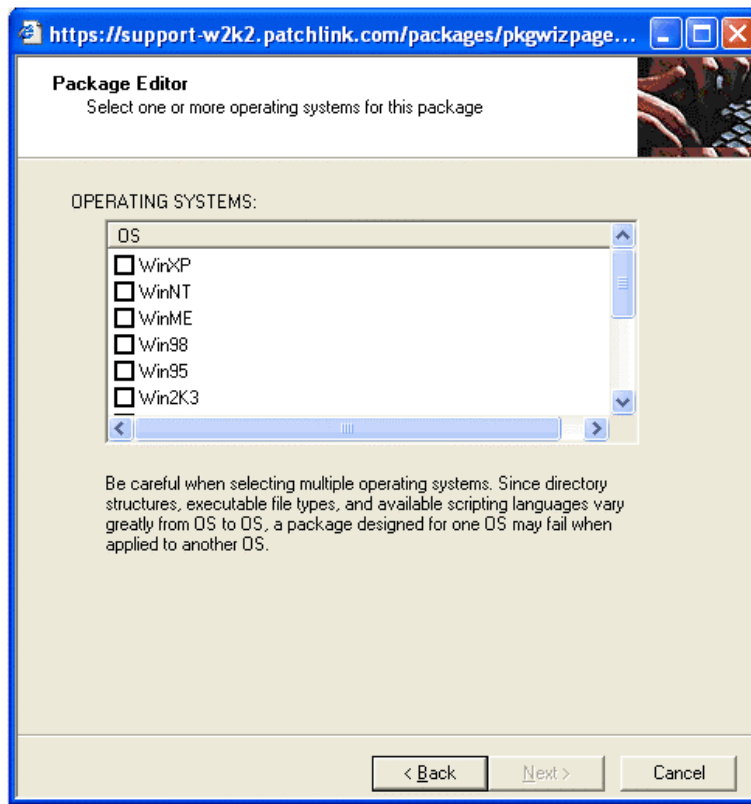 https://support-w2k2.patchlink.com/packages/pkgwizpage...
Package Editor
Select one or more operating systems for this package
OPERATING SYSTEMS:
OS
WinXP
WinNT
WinME
Win98
Win95
Win2K3
Be careful when selecting multiple operating systems. Since directory
structures, executable file types, and available scripting languages vary
greatly from OS to OS, a package designed for one OS may fail when
applied to another OS.
< Back
Next >
Cancel